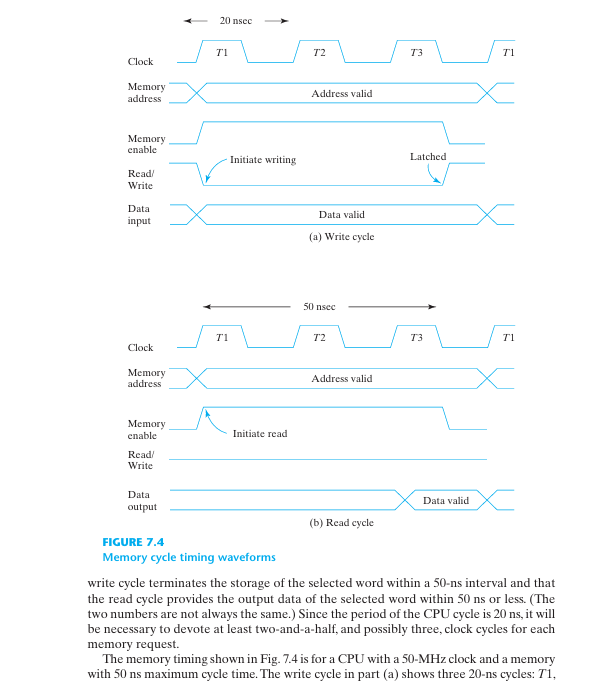 20 nsec
Clock
T1
T2
T3
T1
Memory
address
Address valid
Memory
enable
Initiate writing
Latched
Read/
Write
Data
input
Data valid
(a) Write cycle
50 nsec
Clock
T1
T2
T3
T1
Memory
address
Address valid
Memory
enable
Initiate read
Read/
Write
Data
output
Data valid
(b) Read cycle
FIGURE 7.4
Memory cycle timing waveforms
write cycle terminates the storage of the selected word within a 50-ns interval and that
the read cycle provides the output data of the selected word within 50 ns or less. (The
two numbers are not always the same.) Since the period of the CPU cycle is 20 ns, it will
be necessary to devote at least two-and-a-half, and possibly three, clock cycles for each
memory request.
The memory timing shown in Fig. 7.4 is for a CPU with a 50-MHz clock and a memory
with 50 ns maximum cycle time. The write cycle in part (a) shows three 20-ns cycles: T1,